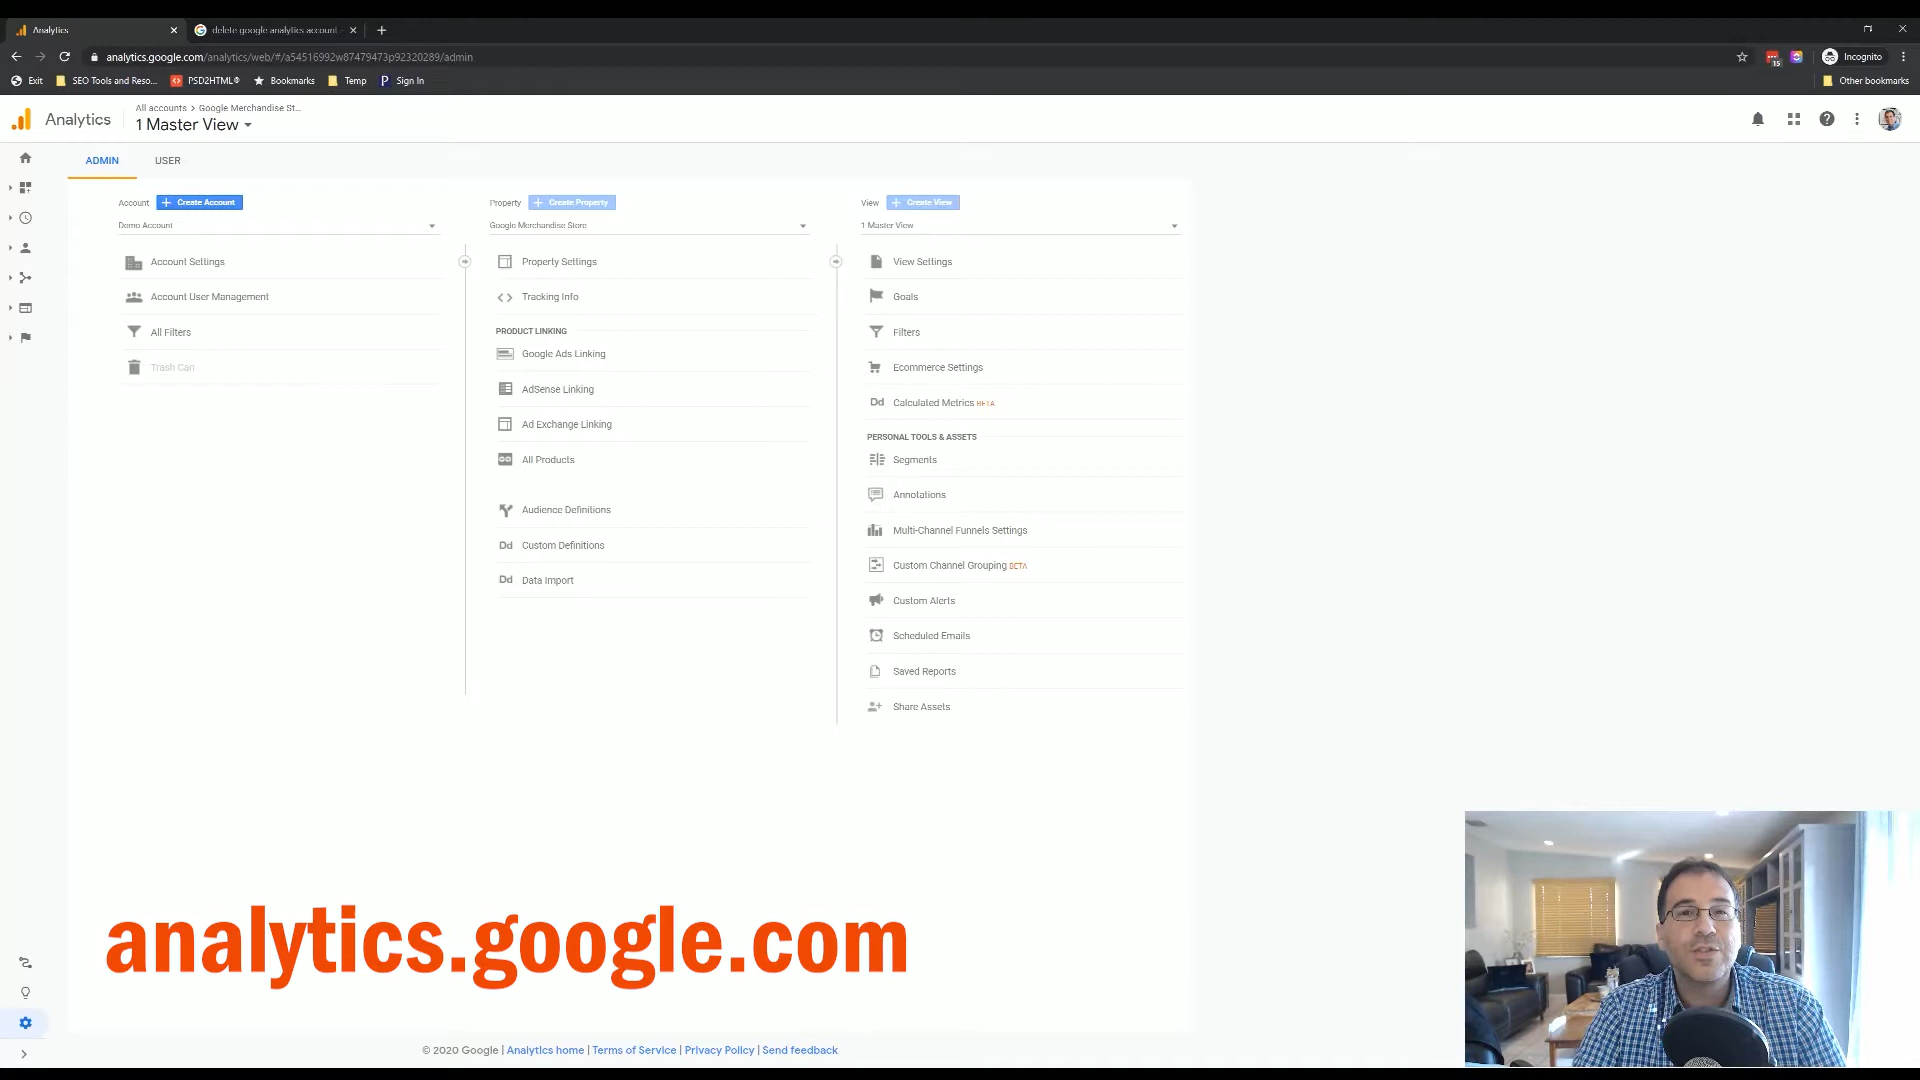 Analytics
delete google analytics account
analytics.google.com/analytics/web/#/a54516992w87479473p92320289/admin
15
Incognito
Exit
SEO Tools and Reso...
PSD2HTML®
Bookmarks
Temp
Sign In
Other bookmarks
Analytics
All accounts > Google Merchandise St...
1 Master View
ADMIN
USER
Account
Create Account
Property
Create Property
View
Create View
Demo Account
Google Merchandise Store
1 Master View
Account Settings
Account User Management
All Filters
Trash Can
Property Settings
Tracking Info
PRODUCT LINKING
Google Ads Linking
AdSense Linking
Ad Exchange Linking
All Products
Audience Definitions
Dd Custom Definitions
Dd Data Import
View Settings
Goals
Filters
Ecommerce Settings
Dd Calculated Metrics BETA
PERSONAL TOOLS & ASSETS
Segments
Annotations
Multi-Channel Funnels Settings
Custom Channel Grouping BETA
Custom Alerts
Scheduled Emails
Saved Reports
Share Assets
analytics.google.com
© 2020 Google | Analytics home | Terms of Service | Privacy Policy | Send feedback